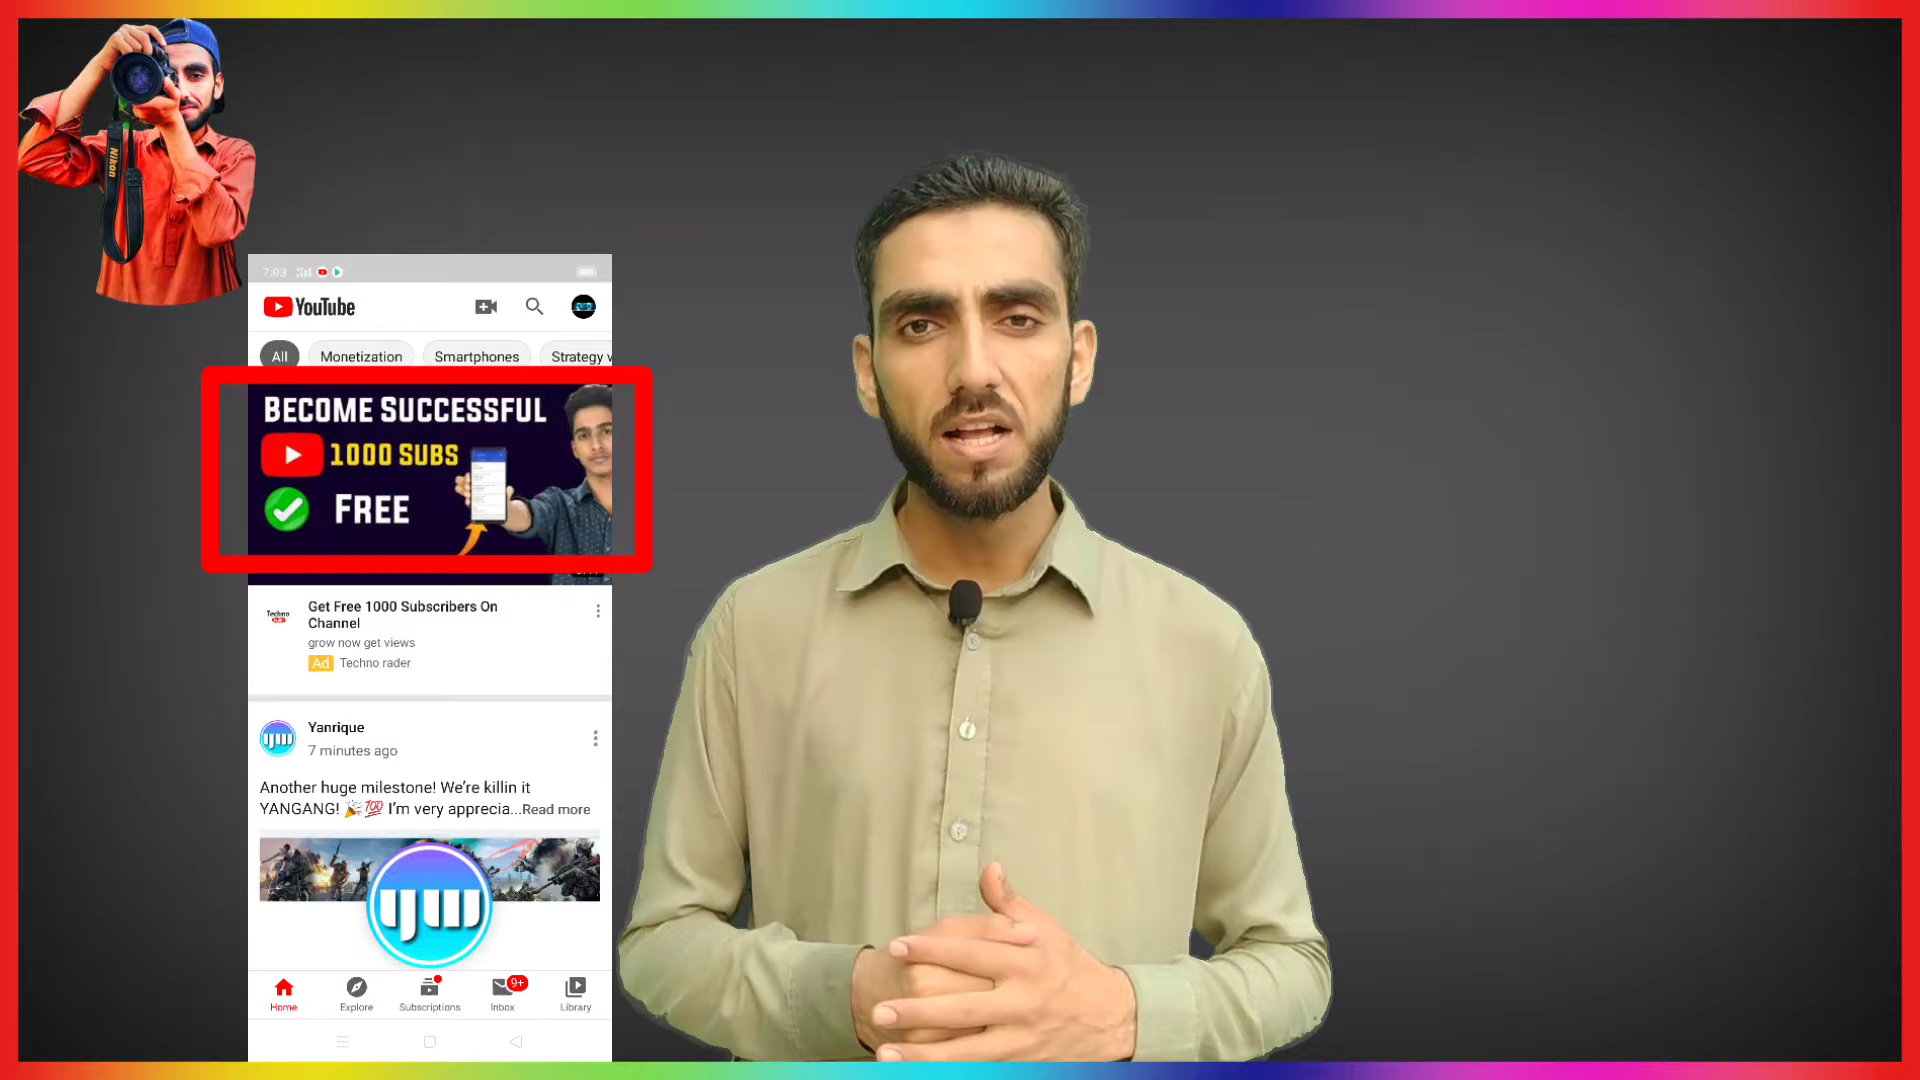 Nikon
7:03
YouTube
All
Monetization
Smartphones
Strategy v
BECOME SUCCESSFUL
1000 SUBS
FREE
Techno
Get Free 1000 Subscribers On
Channel
grow now get views
Ad Techno rader
Yanrique
7 minutes ago
Another huge milestone! We're killin it
YANGANG! 🎉💯 I'm very apprecia...Read more
9+
Home
Explore
Subscriptions
Inbox
Library